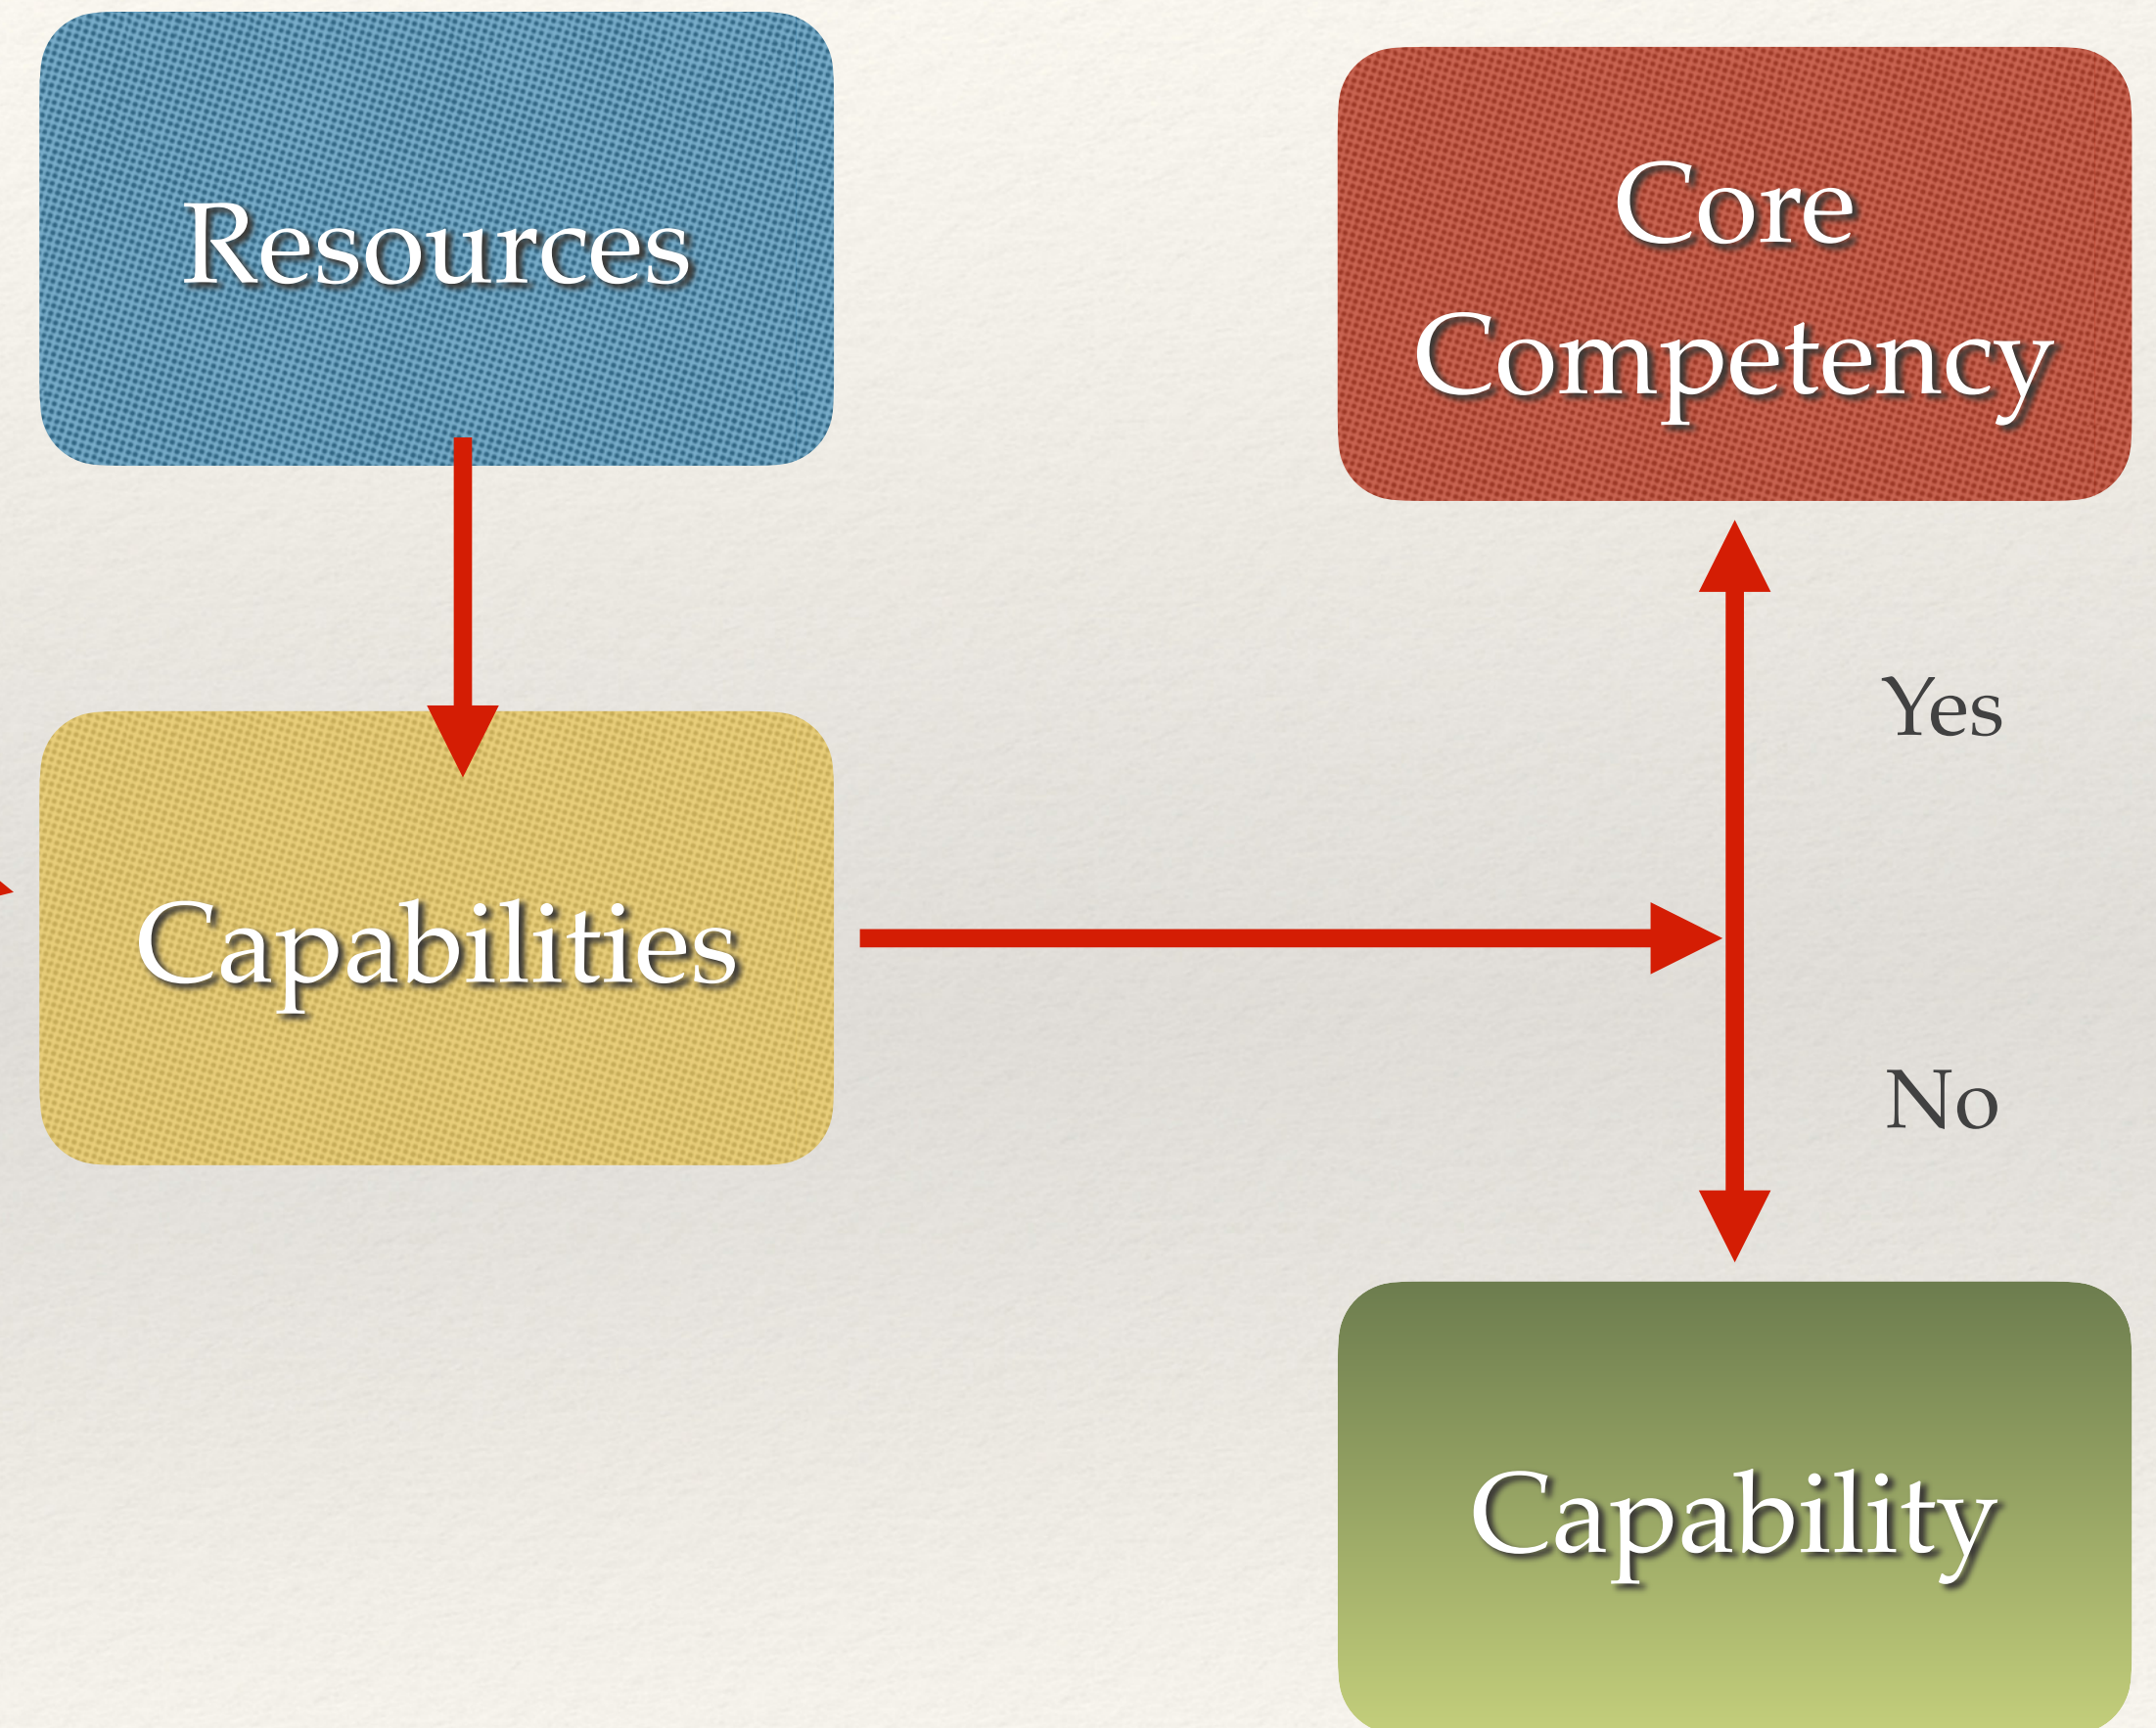 Resources
Core
Competency
Yes
Capabilities
No
Capability